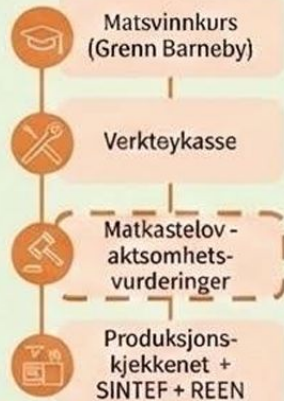 Matsvinnkurs
(Grenn Barneby)
Verkteykasse
Matkastelov -
aktsomhets-
vurderinger
Produksjons-
kjekkenet +
SINTEF + REEN